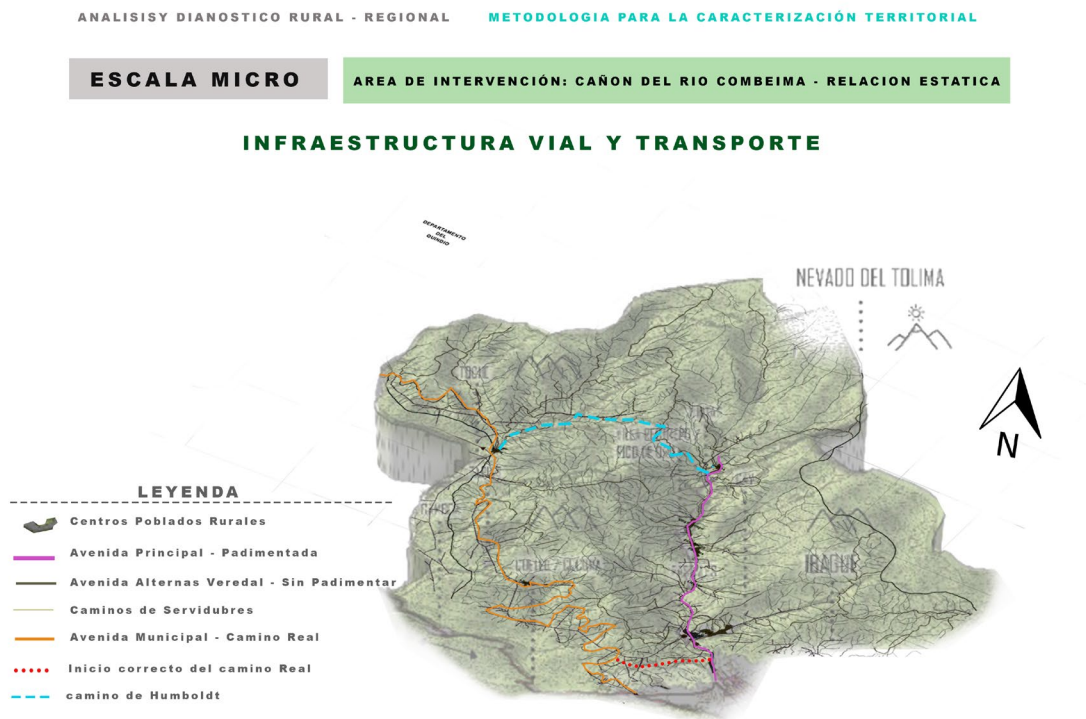 ANALISISY DIANOSTICO RURAL - REGIONAL
METODOLOGIA PARA LA CARACTERIZACIÓN TERRITORIAL
ESCALA MICRO
AREA DE INTERVENCIÓN: CAÑON DEL RIO COMBEIMA - RELACION ESTATICA
INFRAESTRUCTURA VIAL Y TRANSPORTE
DEPARTAMENTO
DEL
QUINDIO
NEVADO DEL TOLIMA
TOCHE
IBAGUE
N
LEYENDA
Centros Poblados Rurales
Avenida Principal - Padimentada
Avenida Alternas Veredal - Sin Padimentar
Caminos de Servidubres
Avenida Municipal - Camino Real
Inicio correcto del camino Real
camino de Humboldt